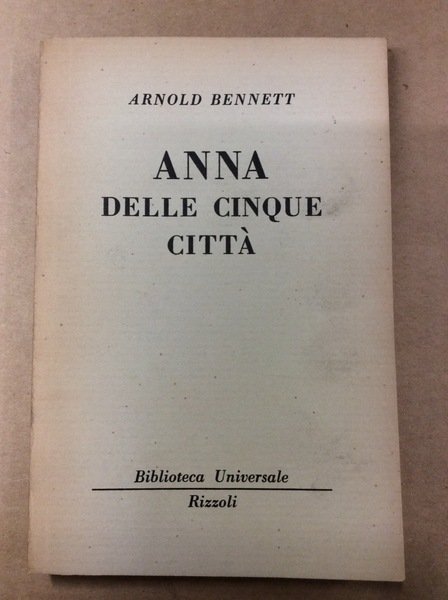 ARNOLD BENNETT
ANNA
DELLE CINQUE
CITTÀ
Biblioteca Universale
Rizzoli